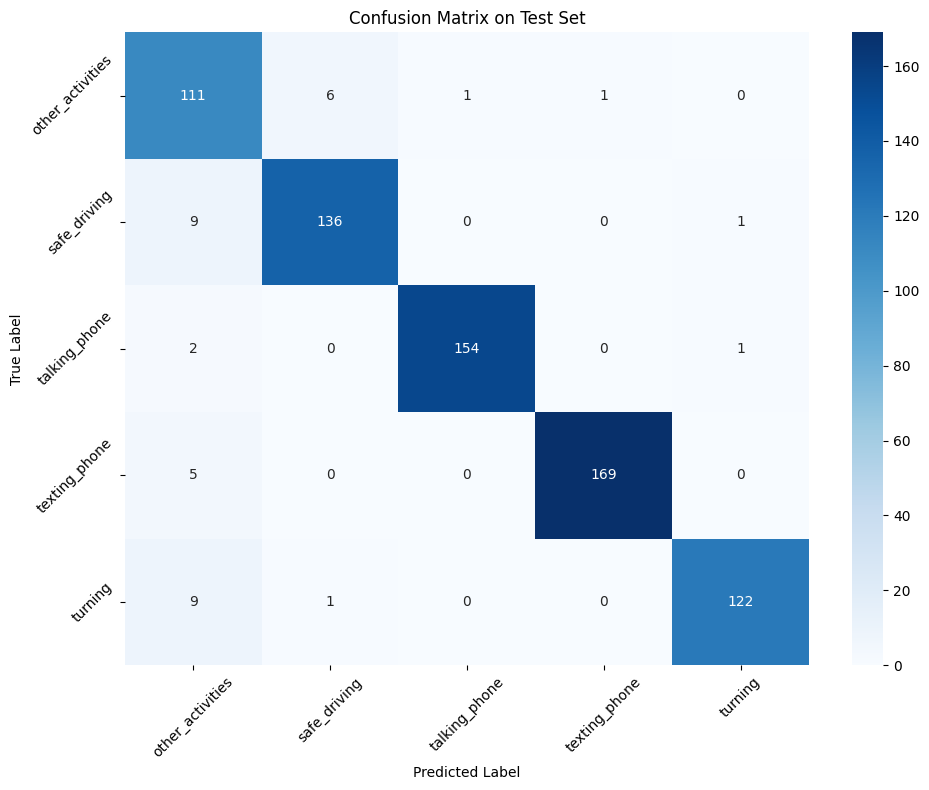 Confusion Matrix on Test Set
True Label
other_activities
111 6 1 1 0
safe_driving
9 136 0 0 1
talking_phone
2 0 154 0 1
texting_phone
5 0 0 169 0
turning
9 1 0 0 122
other_activities
safe_driving
talking_phone
texting_phone
turning
Predicted Label
160
140
120
100
80
60
40
20
0